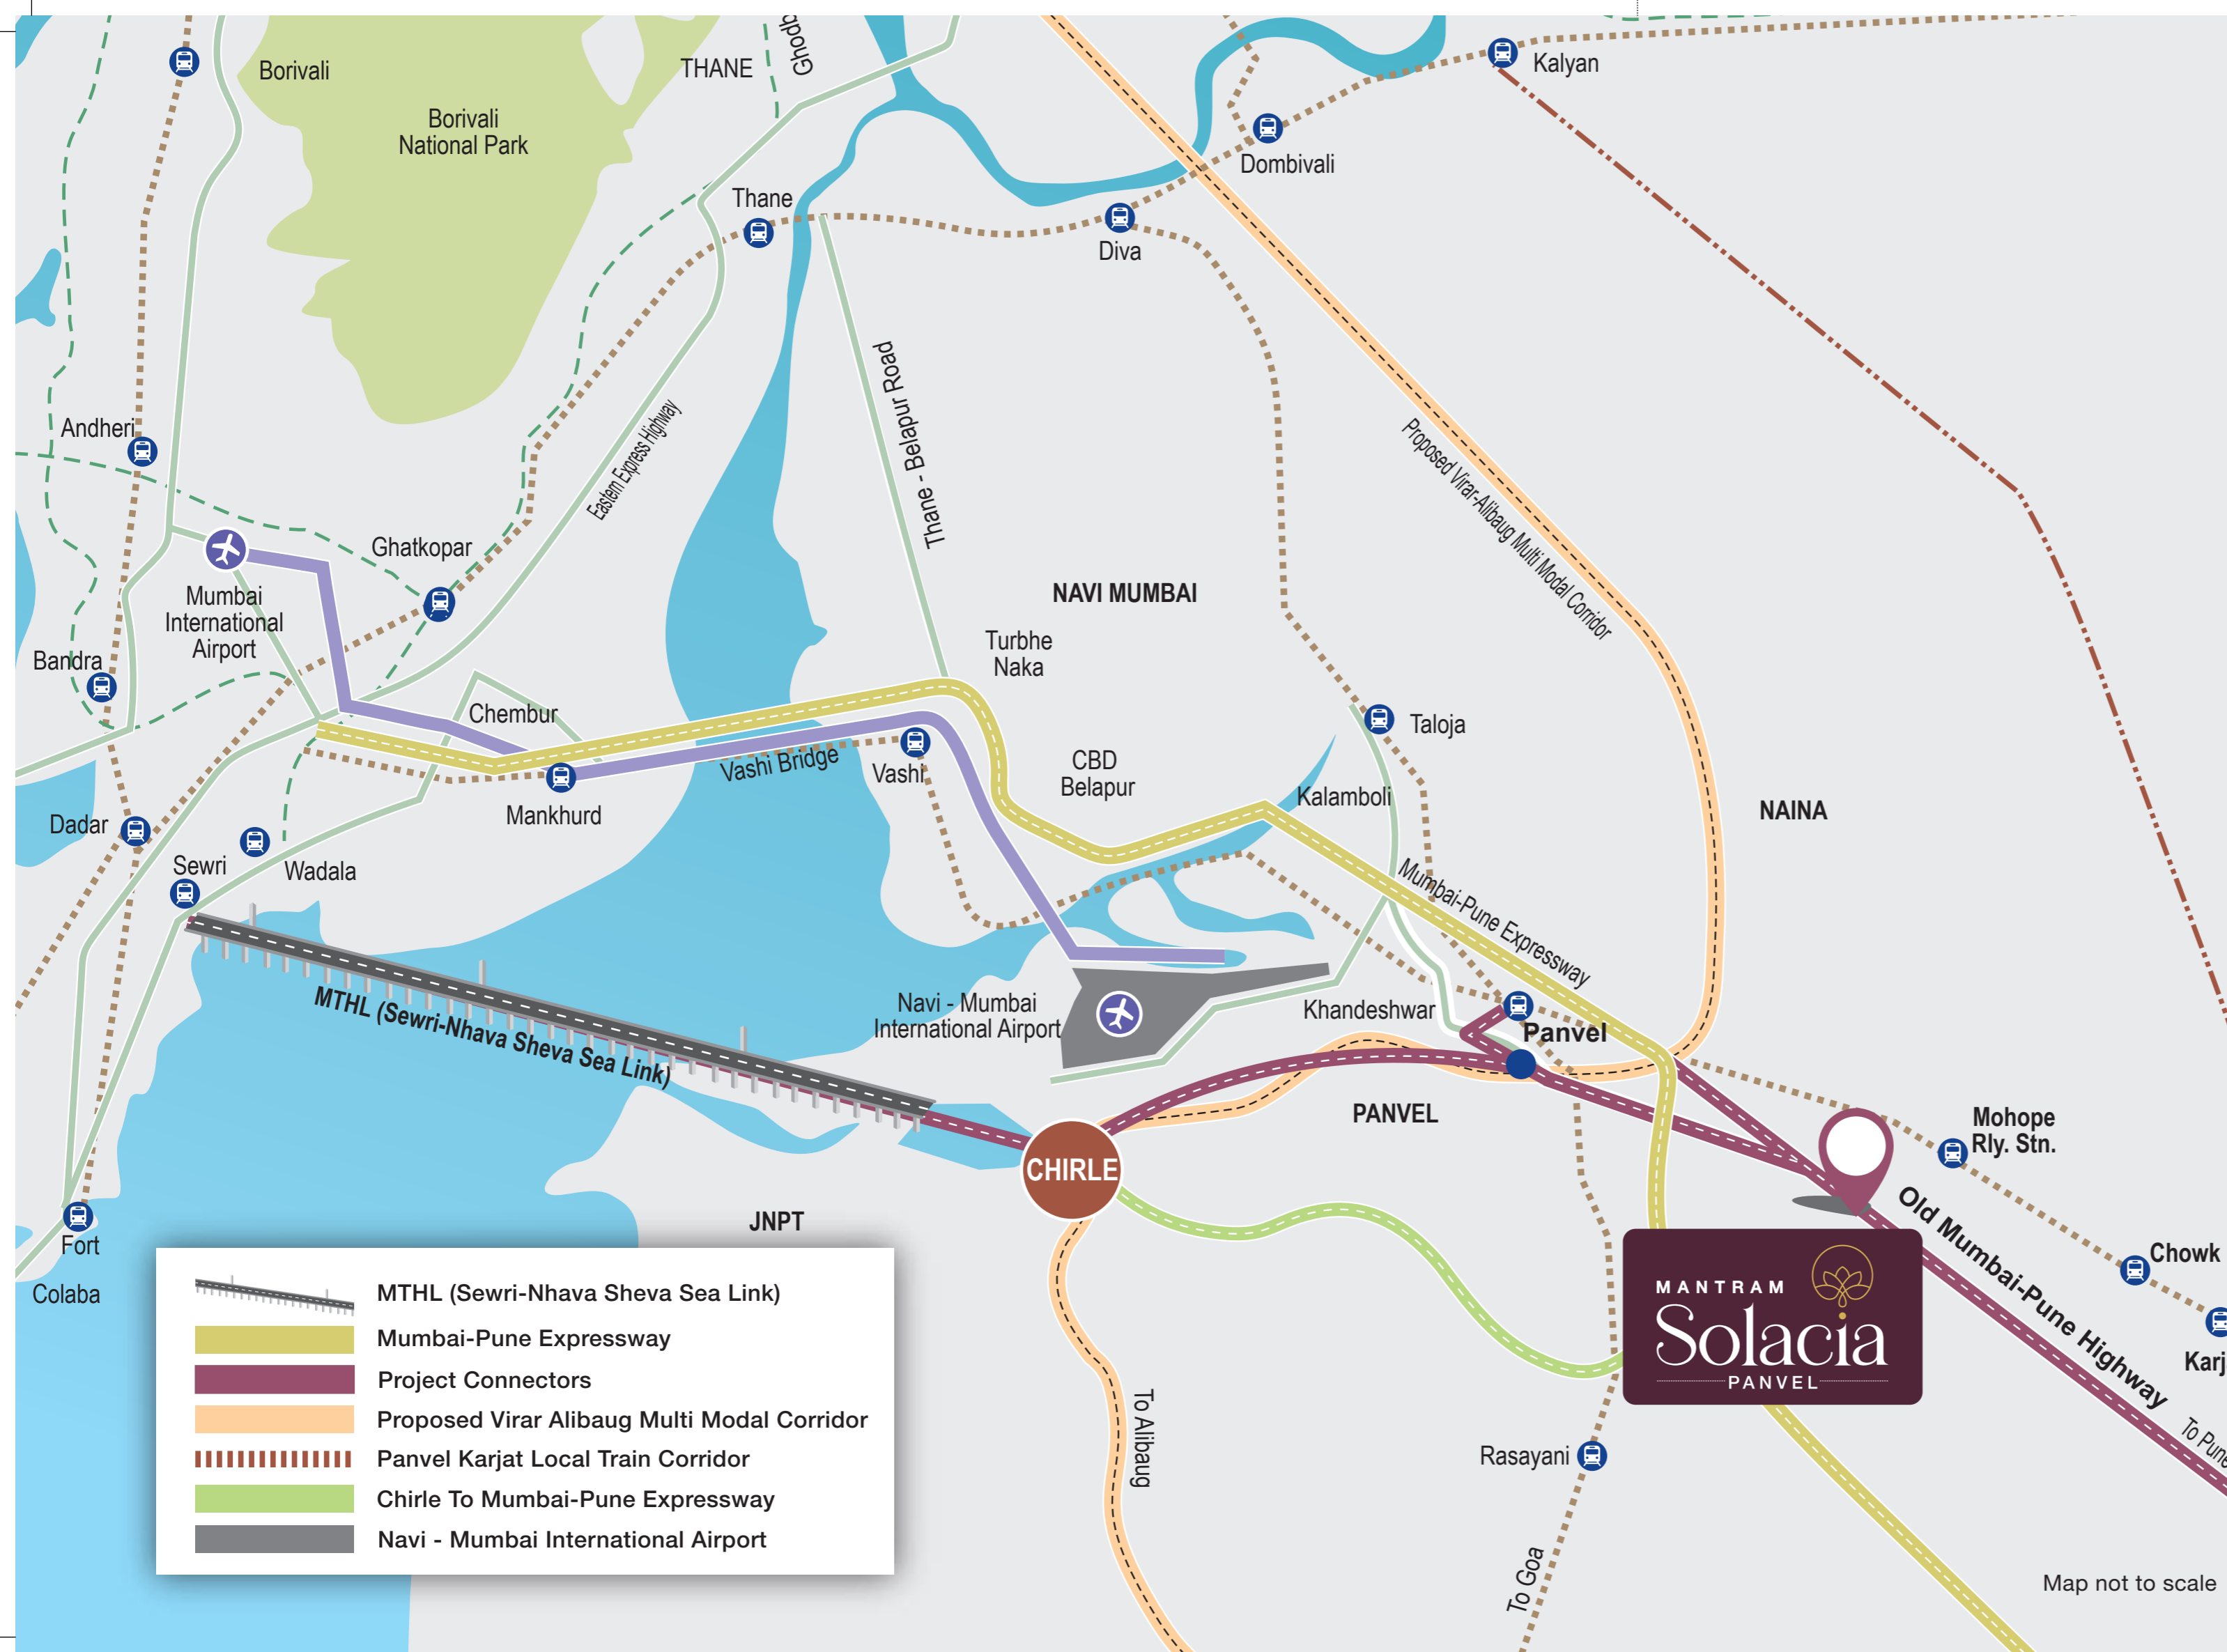 Borivali
Borivali
National Park
THANE
Kalyan
Dombivali
Thane
Diva
Thane - Belapur Road
Eastern Express Highway
Proposed Virar-Alibaug Multi Modal Corridor
Andheri
Ghatkopar
Mumbai
International
Airport
NAVI MUMBAI
Turbhe
Naka
Bandra
Chembur
Taloja
Vashi Bridge
Vashi
CBD
Belapur
Kalamboli
NAINA
Mankhurd
Dadar
Sewri
Wadala
Mumbai-Pune Expressway
MTHL (Sewri-Nhava Sheva Sea Link)
Navi - Mumbai
International Airport
Khandeshwar
Panvel
PANVEL
Mohope
Rly. Stn.
CHIRLE
JNPT
Old Mumbai-Pune Highway
Fort
Colaba
Chowk
Karj
To Pune
MANTRAM
Solacia
PANVEL
To Alibaug
Rasayani
To Goa
MTHL (Sewri-Nhava Sheva Sea Link)
Mumbai-Pune Expressway
Project Connectors
Proposed Virar Alibaug Multi Modal Corridor
Panvel Karjat Local Train Corridor
Chirle To Mumbai-Pune Expressway
Navi - Mumbai International Airport
Map not to scale